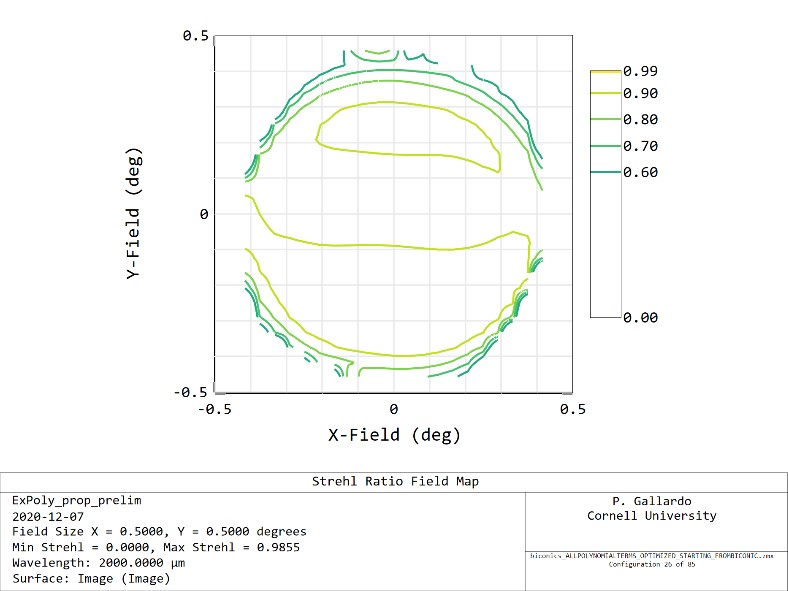 0.5
0
-0.5
Y-Field (deg)
-0.5
0
0.5
X-Field (deg)
0.99
0.90
0.80
0.70
0.60
0.00
Strehl Ratio Field Map
ExPoly_prop_prelim
2020-12-07
Field Size X = 0.5000, Y = 0.5000 degrees
Min Strehl = 0.0000, Max Strehl = 0.9855
Wavelength: 2000.0000 µm
Surface: Image (Image)
P. Gallardo
Cornell University
biconics_ALLPOLYNOMIALTERMS_OPTIMIZED_STARTING_FROMBICONIC.zmx
Configuration 26 of 85